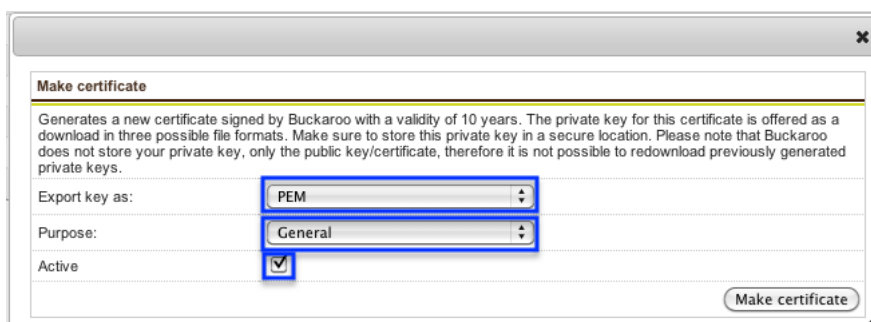 Make certificate
Generates a new certificate signed by Buckaroo with a validity of 10 years. The private key for this certificate is offered as a
download in three possible file formats. Make sure to store this private key in a secure location. Please note that Buckaroo
does not store your private key, only the public key/certificate, therefore it is not possible to redownload previously generated
private keys.
Export key as: PEM
Purpose: General
Active
Make certificate